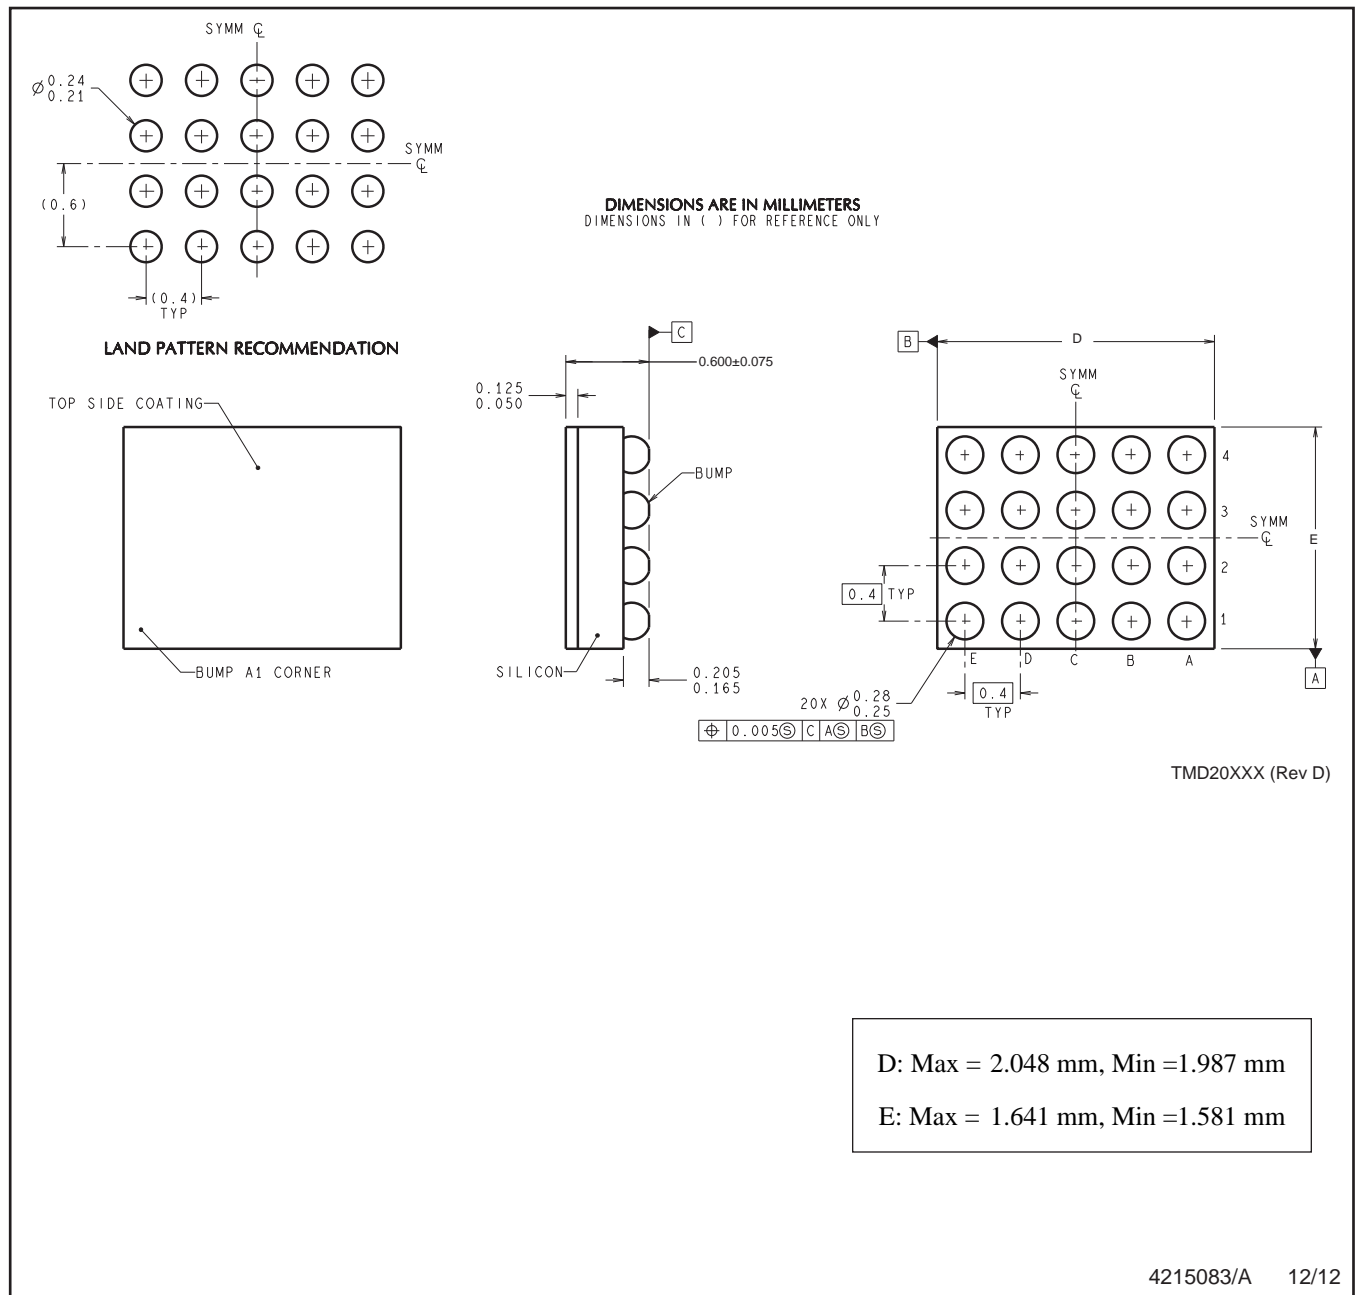 SYMM ℄
⌀0.24
0.21
SYMM
℄
(0.6)
(0.4)
TYP
DIMENSIONS ARE IN MILLIMETERS
DIMENSIONS IN ( ) FOR REFERENCE ONLY
LAND PATTERN RECOMMENDATION
TOP SIDE COATING
BUMP A1 CORNER
C
0.600±0.075
0.125
0.050
BUMP
SILICON
0.205
0.165
B
D
SYMM
℄
4
3
SYMM
℄
E
2
0.4 TYP
1
E D C B A
A
20X ⌀0.28
0.25
0.4
TYP
⌖ 0.005Ⓢ C AⓈ BⓈ
TMD20XXX (Rev D)
D: Max = 2.048 mm, Min =1.987 mm
E: Max = 1.641 mm, Min =1.581 mm
4215083/A 12/12